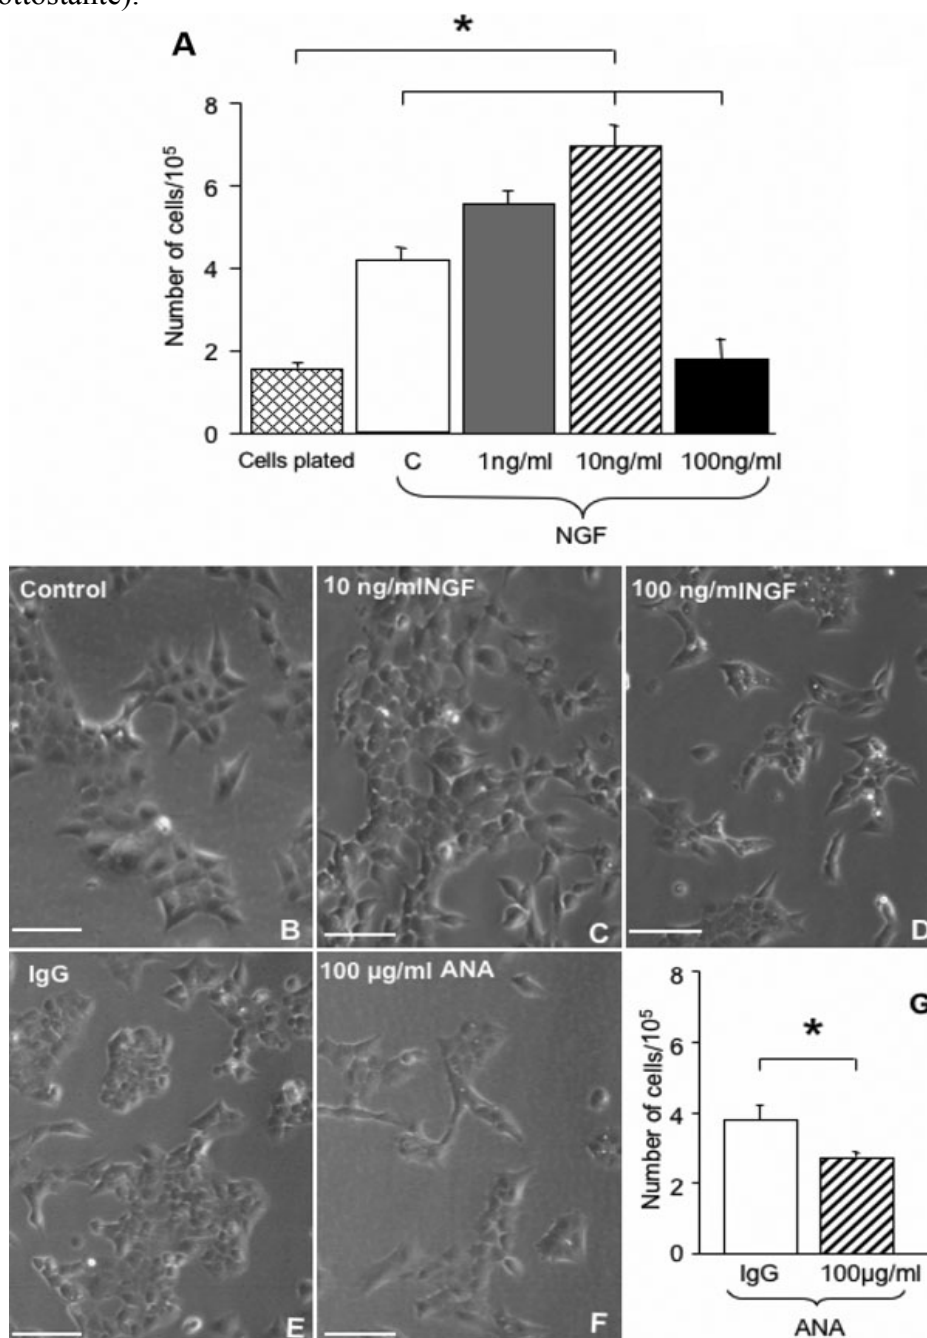 ottostante).
A
*
Number of cells/10⁵
8
6
4
2
0
Cells plated C 1ng/ml 10ng/ml 100ng/ml
NGF
Control
B
10 ng/mlNGF
C
100 ng/mlNGF
D
IgG
E
100 µg/ml ANA
F
G
*
Number of cells/10⁵
8
6
4
2
0
IgG 100µg/ml
ANA